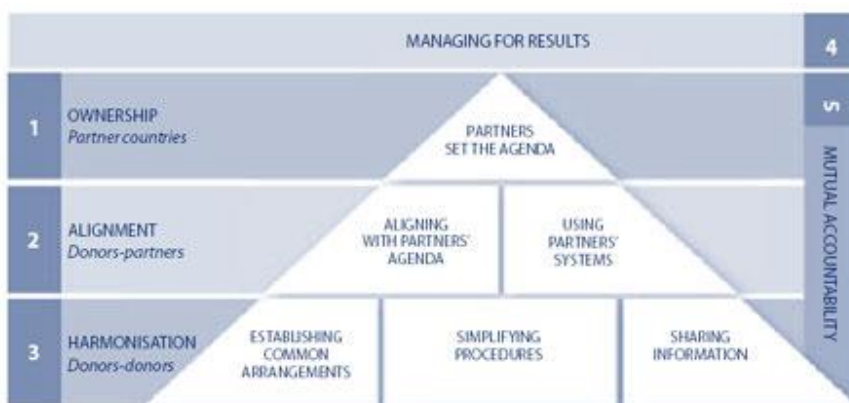 MANAGING FOR RESULTS
4
1
OWNERSHIP
Partner countries
PARTNERS
SET THE AGENDA
5
MUTUAL ACCOUNTABILITY
2
ALIGNMENT
Donors-partners
ALIGNING
WITH PARTNERS'
AGENDA
USING
PARTNERS'
SYSTEMS
3
HARMONISATION
Donors-donors
ESTABLISHING
COMMON
ARRANGEMENTS
SIMPLIFYING
PROCEDURES
SHARING
INFORMATION